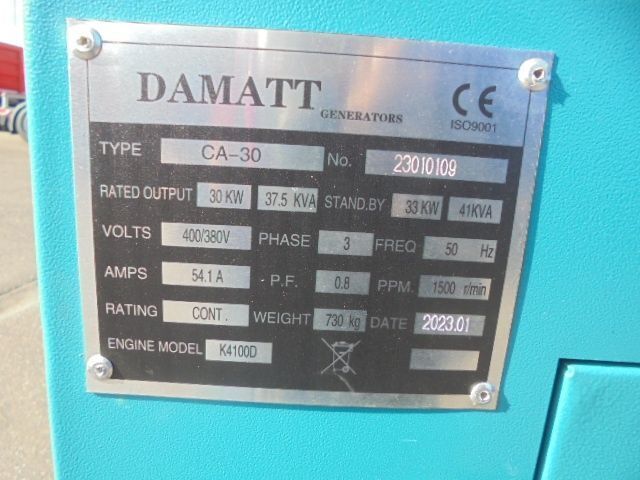 DAMATT
GENERATORS
CE
ISO9001
TYPE CA-30 No. 23010109
RATED OUTPUT 30 KW 37.5 KVA STAND.BY 33 KW 41KVA
VOLTS 400/380V PHASE 3 FREQ 50 Hz
AMPS 54.1 A P.F. 0.8 PPM. 1500 r/min
RATING CONT. WEIGHT 730 kg DATE 2023.01
ENGINE MODEL K4100D